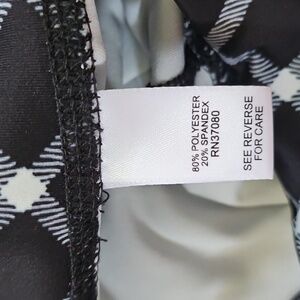 80% POLYESTER
20% SPANDEX
RN37080
SEE REVERSE
FOR CARE